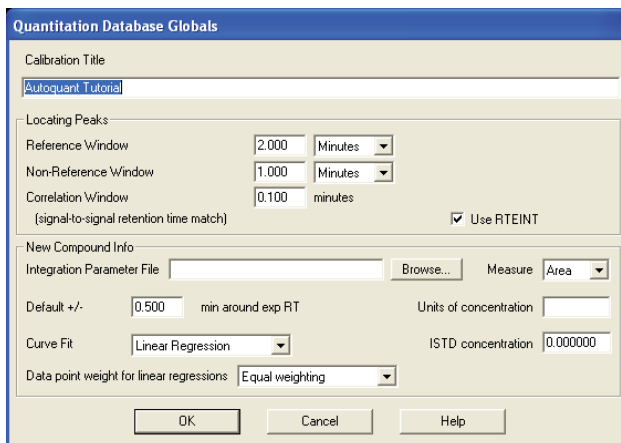 Quantitation Database Globals
Calibration Title
Autoquant Tutorial
Locating Peaks
Reference Window 2.000 Minutes
Non-Reference Window 1.000 Minutes
Correlation Window 0.100 minutes
(signal-to-signal retention time match) Use RTEINT
New Compound Info
Integration Parameter File Browse... Measure Area
Default +/- 0.500 min around exp RT Units of concentration
Curve Fit Linear Regression ISTD concentration 0.000000
Data point weight for linear regressions Equal weighting
OK Cancel Help